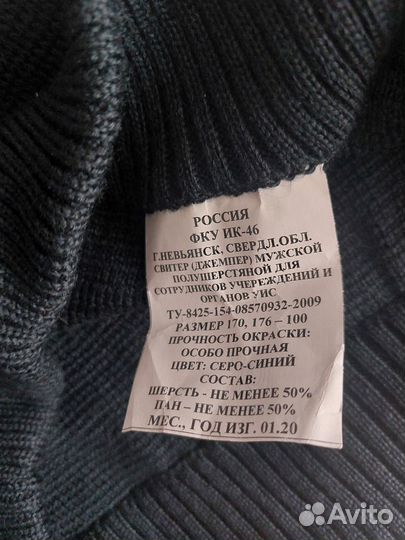 РОССИЯ
ФКУ ИК-46
Г.НЕВЬЯНСК, СВЕРДЛ.ОБЛ.
СВИТЕР (ДЖЕМПЕР) МУЖСКОЙ
ПОЛУШЕРСТЯНОЙ ДЛЯ
СОТРУДНИКОВ УЧЕРЕЖДЕНИЙ И
ОРГАНОВ УИС
ТУ-8425-154-08570932-2009
РАЗМЕР 170, 176 – 100
ПРОЧНОСТЬ ОКРАСКИ:
ОСОБО ПРОЧНАЯ
ЦВЕТ: СЕРО-СИНИЙ
СОСТАВ:
ШЕРСТЬ - НЕ МЕНЕЕ 50%
ПАН – НЕ МЕНЕЕ 50%
МЕС., ГОД ИЗГ. 01.20
Avito